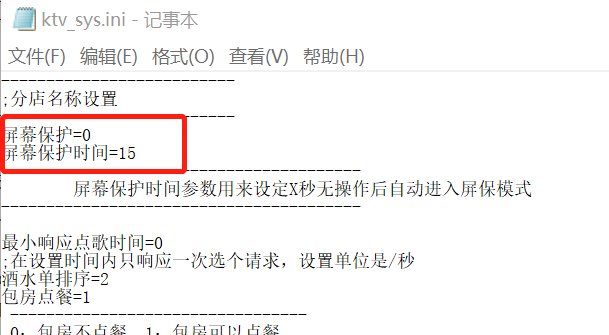 ktv_sys.ini - 记事本
文件(F) 编辑(E) 格式(O) 查看(V) 帮助(H)
--------------------------
;分店名称设置
--------------------------
屏幕保护=0
屏幕保护时间=15
----------------------------------------
屏幕保护时间参数用来设定X秒无操作后自动进入屏保模式
----------------------------------------
最小响应点歌时间=0
;在设置时间内只响应一次选个请求，设置单位是/秒
酒水单排序=2
包房点餐=1
---------------------------------
0：包房不点餐 1：包房可以点餐